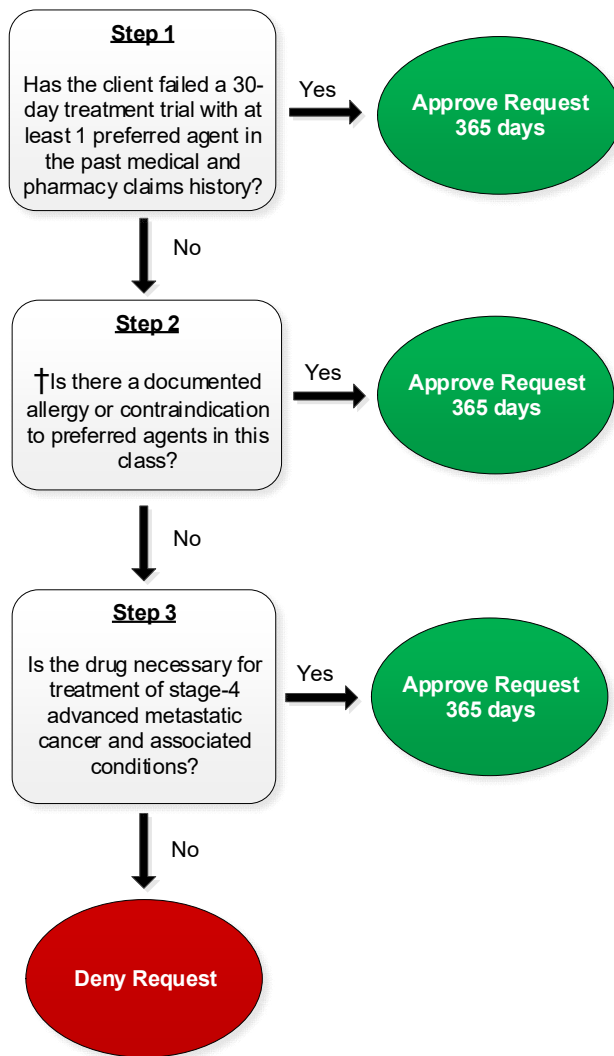 Step 1
Has the client failed a 30-
day treatment trial with at
least 1 preferred agent in
the past medical and
pharmacy claims history?
Yes
Approve Request
365 days
No
Step 2
†Is there a documented
allergy or contraindication
to preferred agents in this
class?
Yes
Approve Request
365 days
No
Step 3
Is the drug necessary for
treatment of stage-4
advanced metastatic
cancer and associated
conditions?
Yes
Approve Request
365 days
No
Deny Request